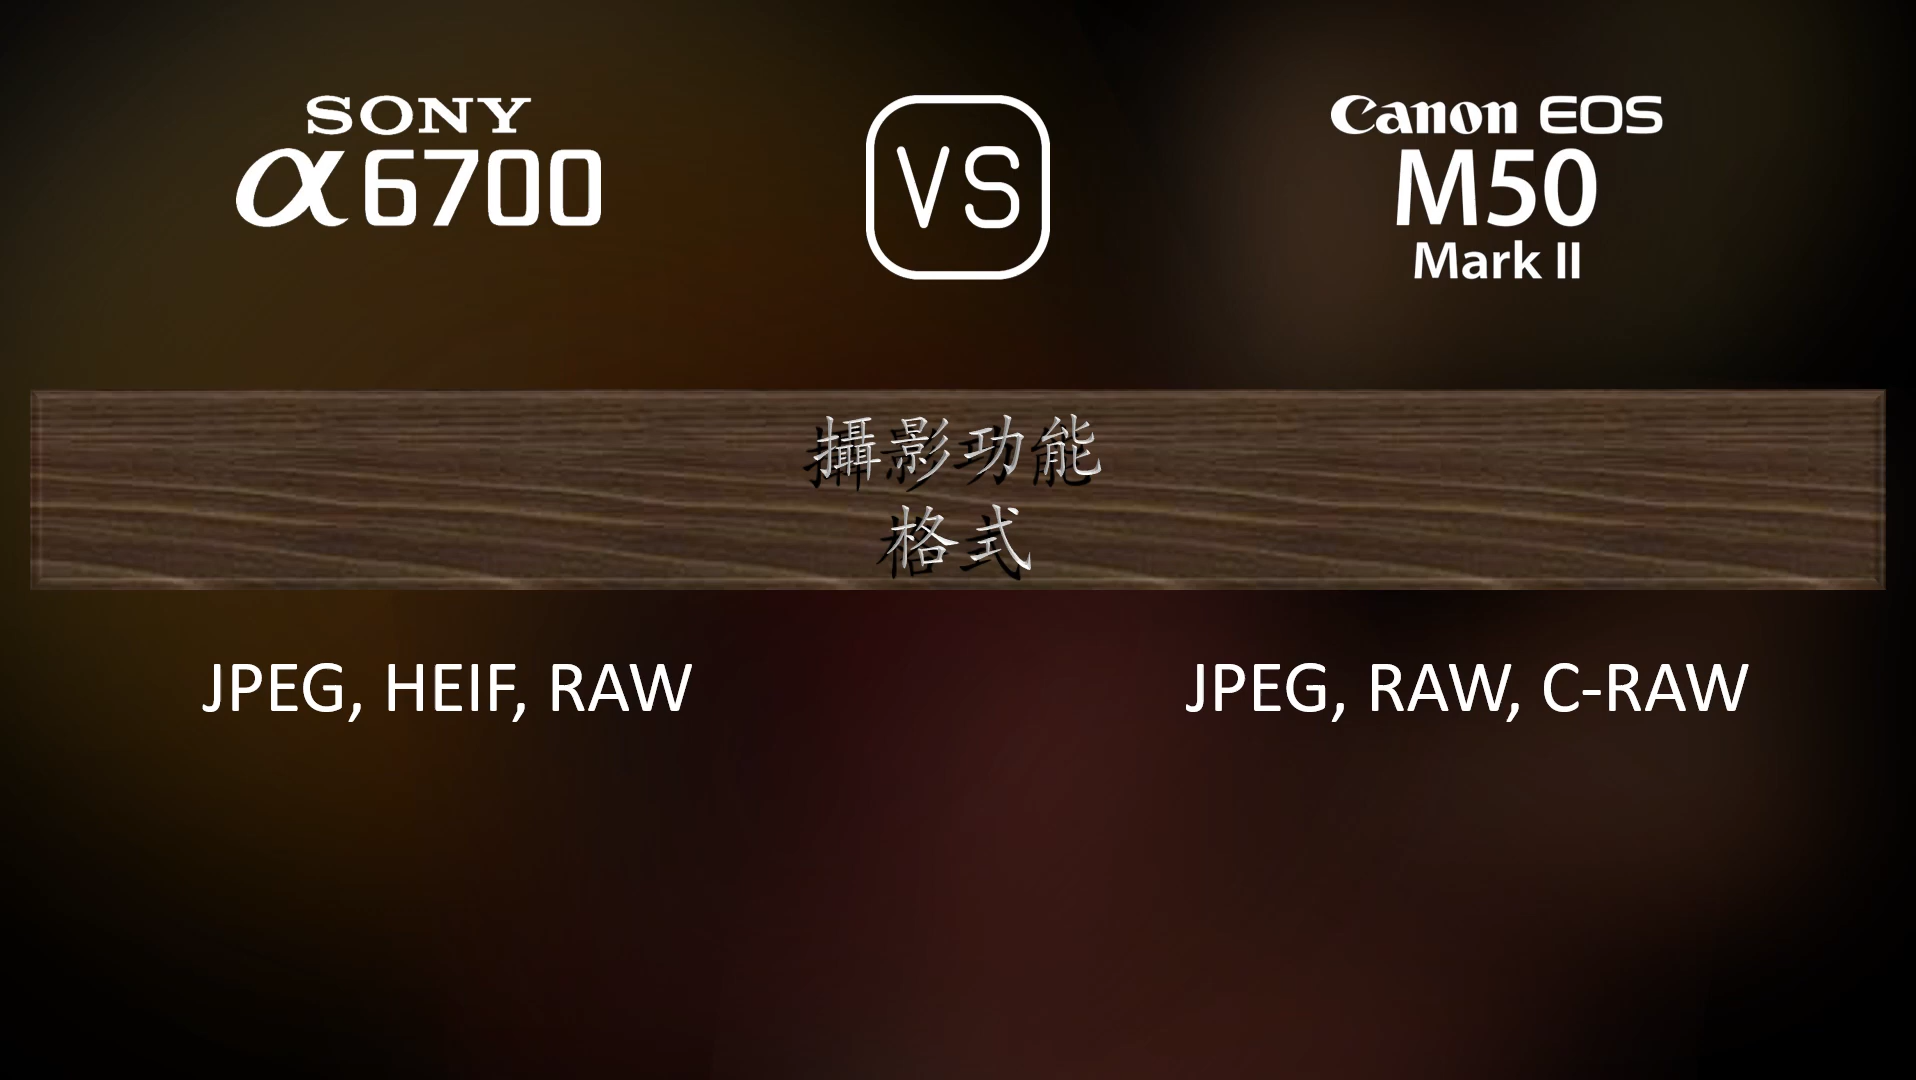 SONY
α6700
VS
Canon EOS
M50
Mark II
攝影功能
格式
JPEG, HEIF, RAW
JPEG, RAW, C-RAW